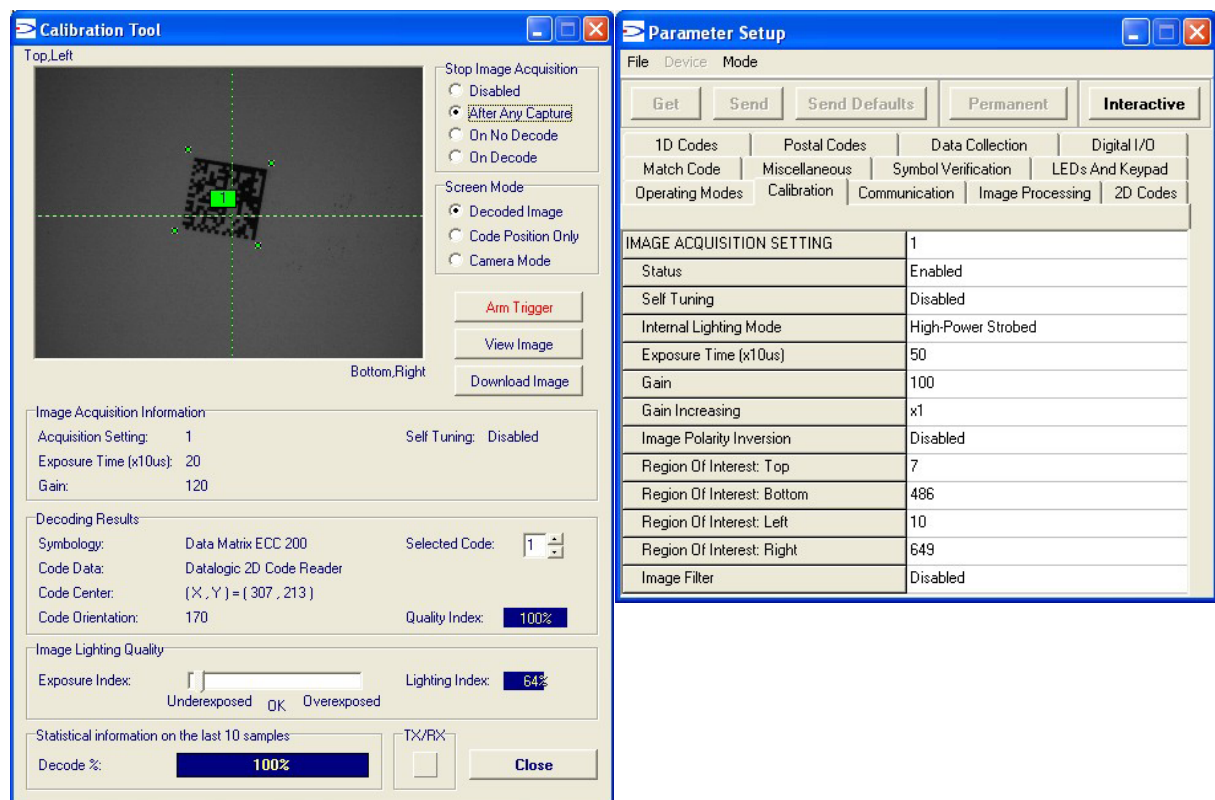 Calibration Tool
Top,Left
Stop Image Acquisition
Disabled
After Any Capture
On No Decode
On Decode
Screen Mode
Decoded Image
Code Position Only
Camera Mode
1
Arm Trigger
View Image
Download Image
Bottom,Right
Image Acquisition Information
Acquisition Setting: 1 Self Tuning: Disabled
Exposure Time (x10us): 20
Gain: 120
Decoding Results
Symbology: Data Matrix ECC 200 Selected Code: 1
Code Data: Datalogic 2D Code Reader
Code Center: ( X , Y ) = ( 307 , 213 )
Code Orientation: 170 Quality Index: 100%
Image Lighting Quality
Exposure Index: Lighting Index: 64%
Underexposed OK Overexposed
Statistical information on the last 10 samples TX/RX
Decode %: 100% Close
Parameter Setup
File Device Mode
Get Send Send Defaults Permanent Interactive
1D Codes Postal Codes Data Collection Digital I/O
Match Code Miscellaneous Symbol Verification LEDs And Keypad
Operating Modes Calibration Communication Image Processing 2D Codes
IMAGE ACQUISITION SETTING 1
Status Enabled
Self Tuning Disabled
Internal Lighting Mode High-Power Strobed
Exposure Time (x10us) 50
Gain 100
Gain Increasing x1
Image Polarity Inversion Disabled
Region Of Interest: Top 7
Region Of Interest: Bottom 486
Region Of Interest: Left 10
Region Of Interest: Right 649
Image Filter Disabled